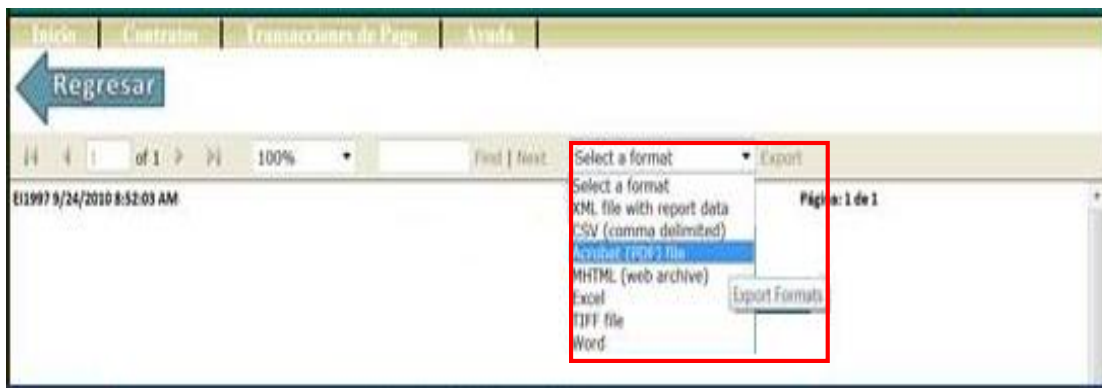 Inicio Contratos Transacciones de Pago Ayuda
Regresar
1 of 1 100% Find | Next Select a format Export
EI1997 9/24/2010 8:52:03 AM Página: 1 de 1
Select a format
XML file with report data
CSV (comma delimited)
Acrobat (PDF) file
MHTML (web archive)
Excel
Export Formats
TIFF file
Word